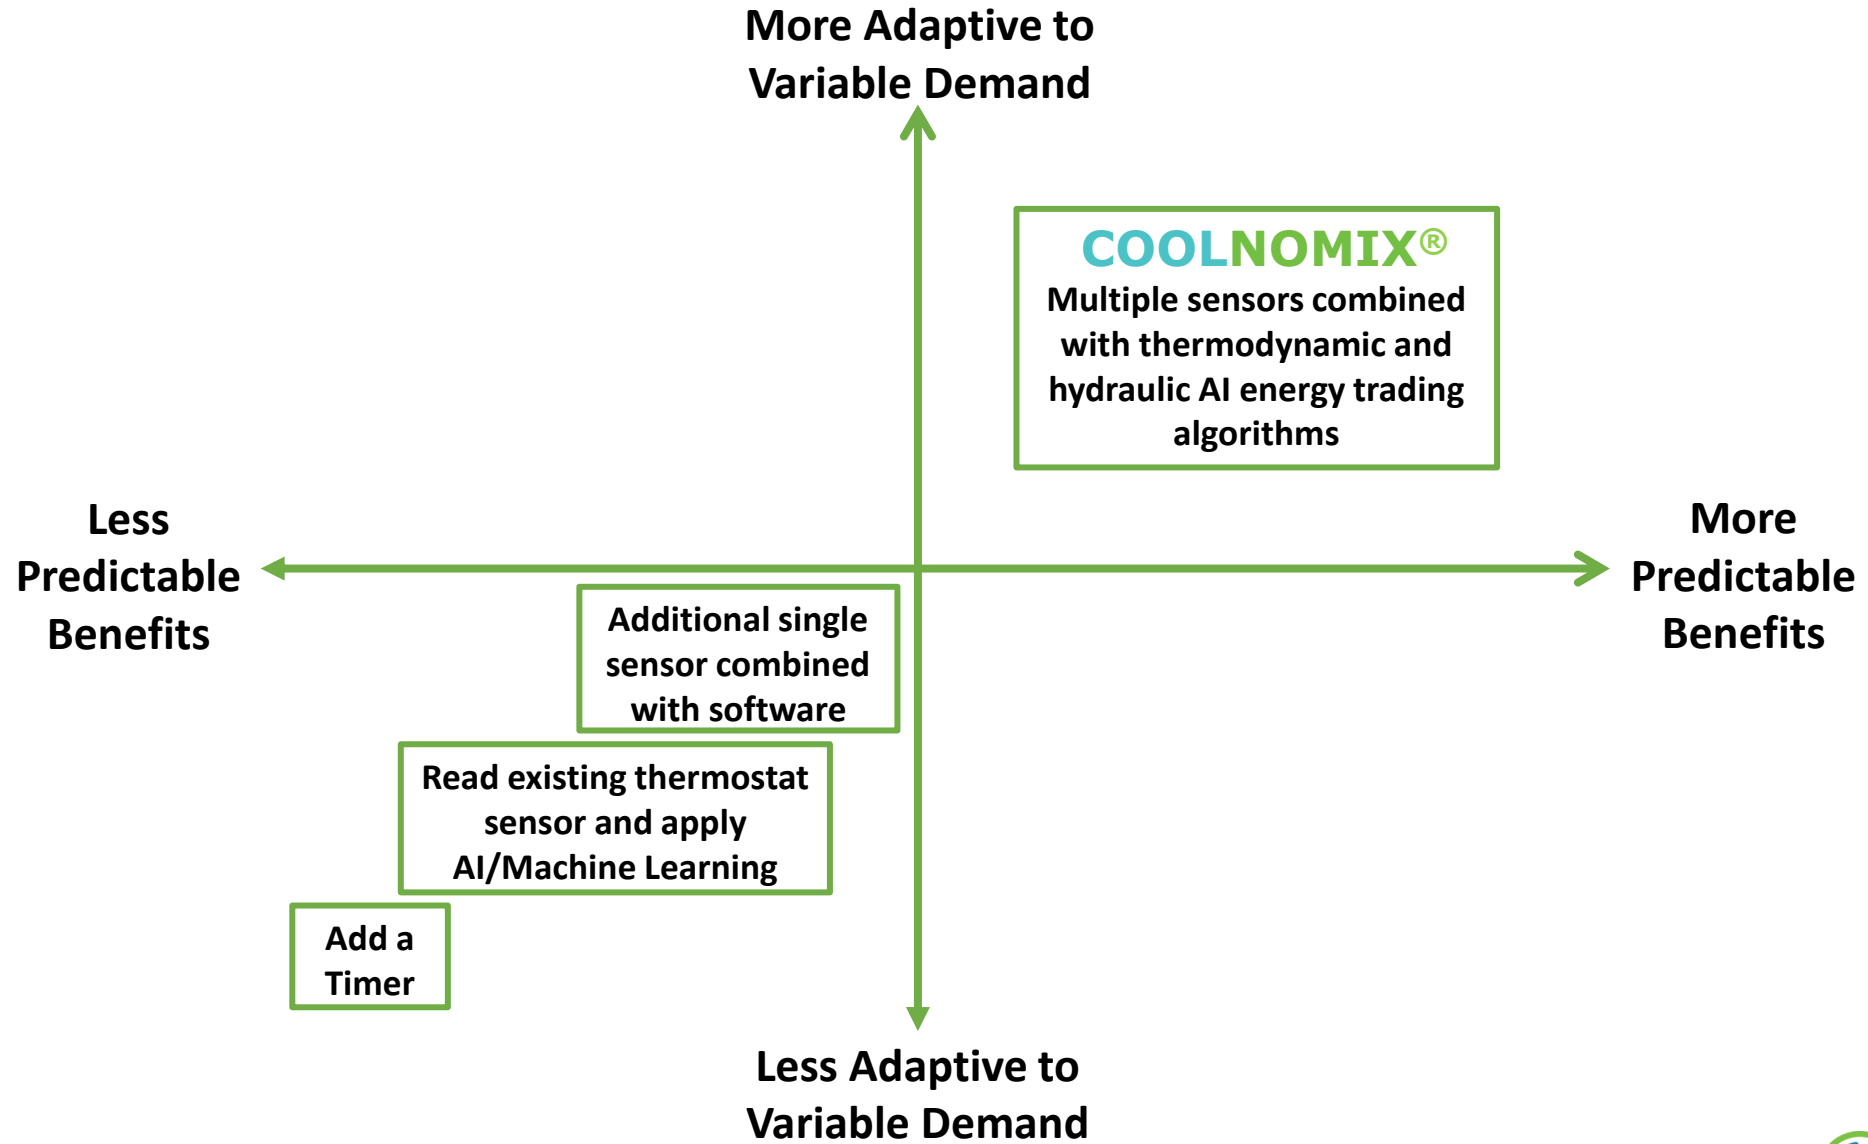 More Adaptive to
Variable Demand
COOLNOMIX®
Multiple sensors combined
with thermodynamic and
hydraulic AI energy trading
algorithms
Less
Predictable
Benefits
More
Predictable
Benefits
Additional single
sensor combined
with software
Read existing thermostat
sensor and apply
AI/Machine Learning
Add a
Timer
Less Adaptive to
Variable Demand